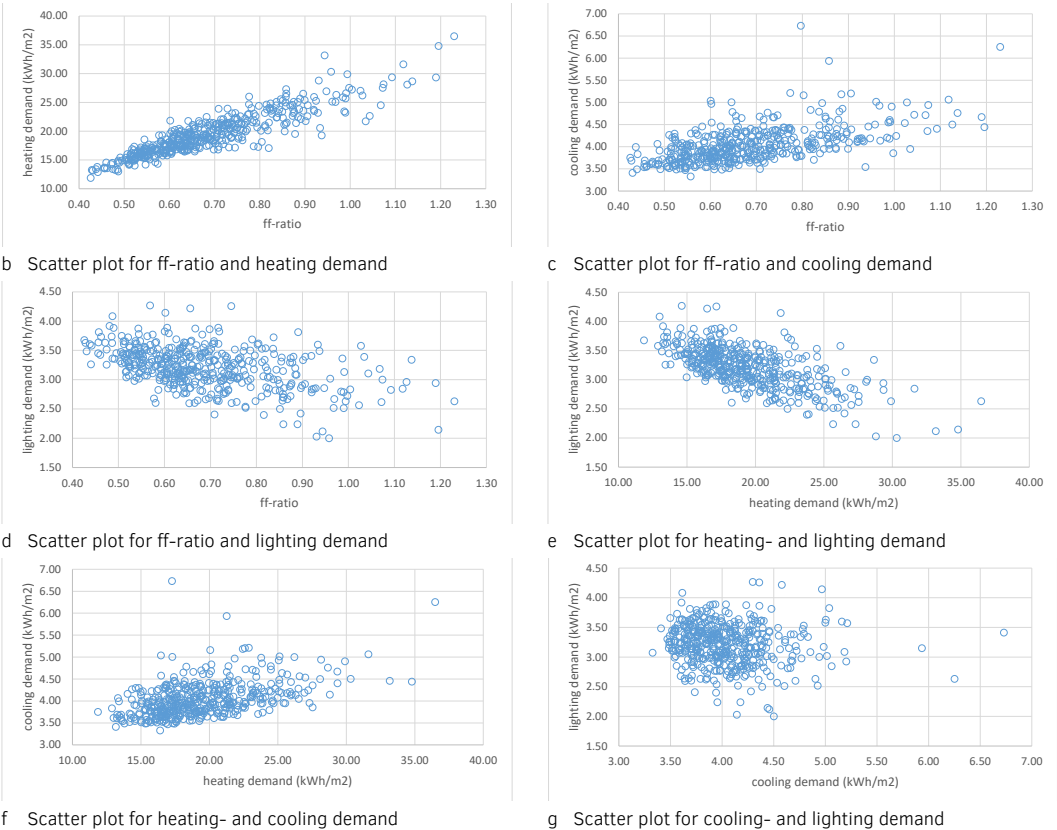 40.00
35.00
30.00
25.00
20.00
15.00
10.00
heating demand (kWh/m2)
0.40 0.50 0.60 0.70 0.80 0.90 1.00 1.10 1.20 1.30
ff-ratio
b Scatter plot for ff-ratio and heating demand
7.00
6.50
6.00
5.50
5.00
4.50
4.00
3.50
3.00
cooling demand (kWh/m2)
0.40 0.50 0.60 0.70 0.80 0.90 1.00 1.10 1.20 1.30
ff-ratio
c Scatter plot for ff-ratio and cooling demand
4.50
4.00
3.50
3.00
2.50
2.00
1.50
lighting demand (kWh/m2)
0.40 0.50 0.60 0.70 0.80 0.90 1.00 1.10 1.20 1.30
ff-ratio
d Scatter plot for ff-ratio and lighting demand
4.50
4.00
3.50
3.00
2.50
2.00
1.50
lighting demand (kWh/m2)
10.00 15.00 20.00 25.00 30.00 35.00 40.00
heating demand (kWh/m2)
e Scatter plot for heating- and lighting demand
7.00
6.50
6.00
5.50
5.00
4.50
4.00
3.50
3.00
cooling demand (kWh/m2)
10.00 15.00 20.00 25.00 30.00 35.00 40.00
heating demand (kWh/m2)
f Scatter plot for heating- and cooling demand
4.50
4.00
3.50
3.00
2.50
2.00
1.50
lighting demand (kWh/m2)
3.00 3.50 4.00 4.50 5.00 5.50 6.00 6.50 7.00
cooling demand (kWh/m2)
g Scatter plot for cooling- and lighting demand